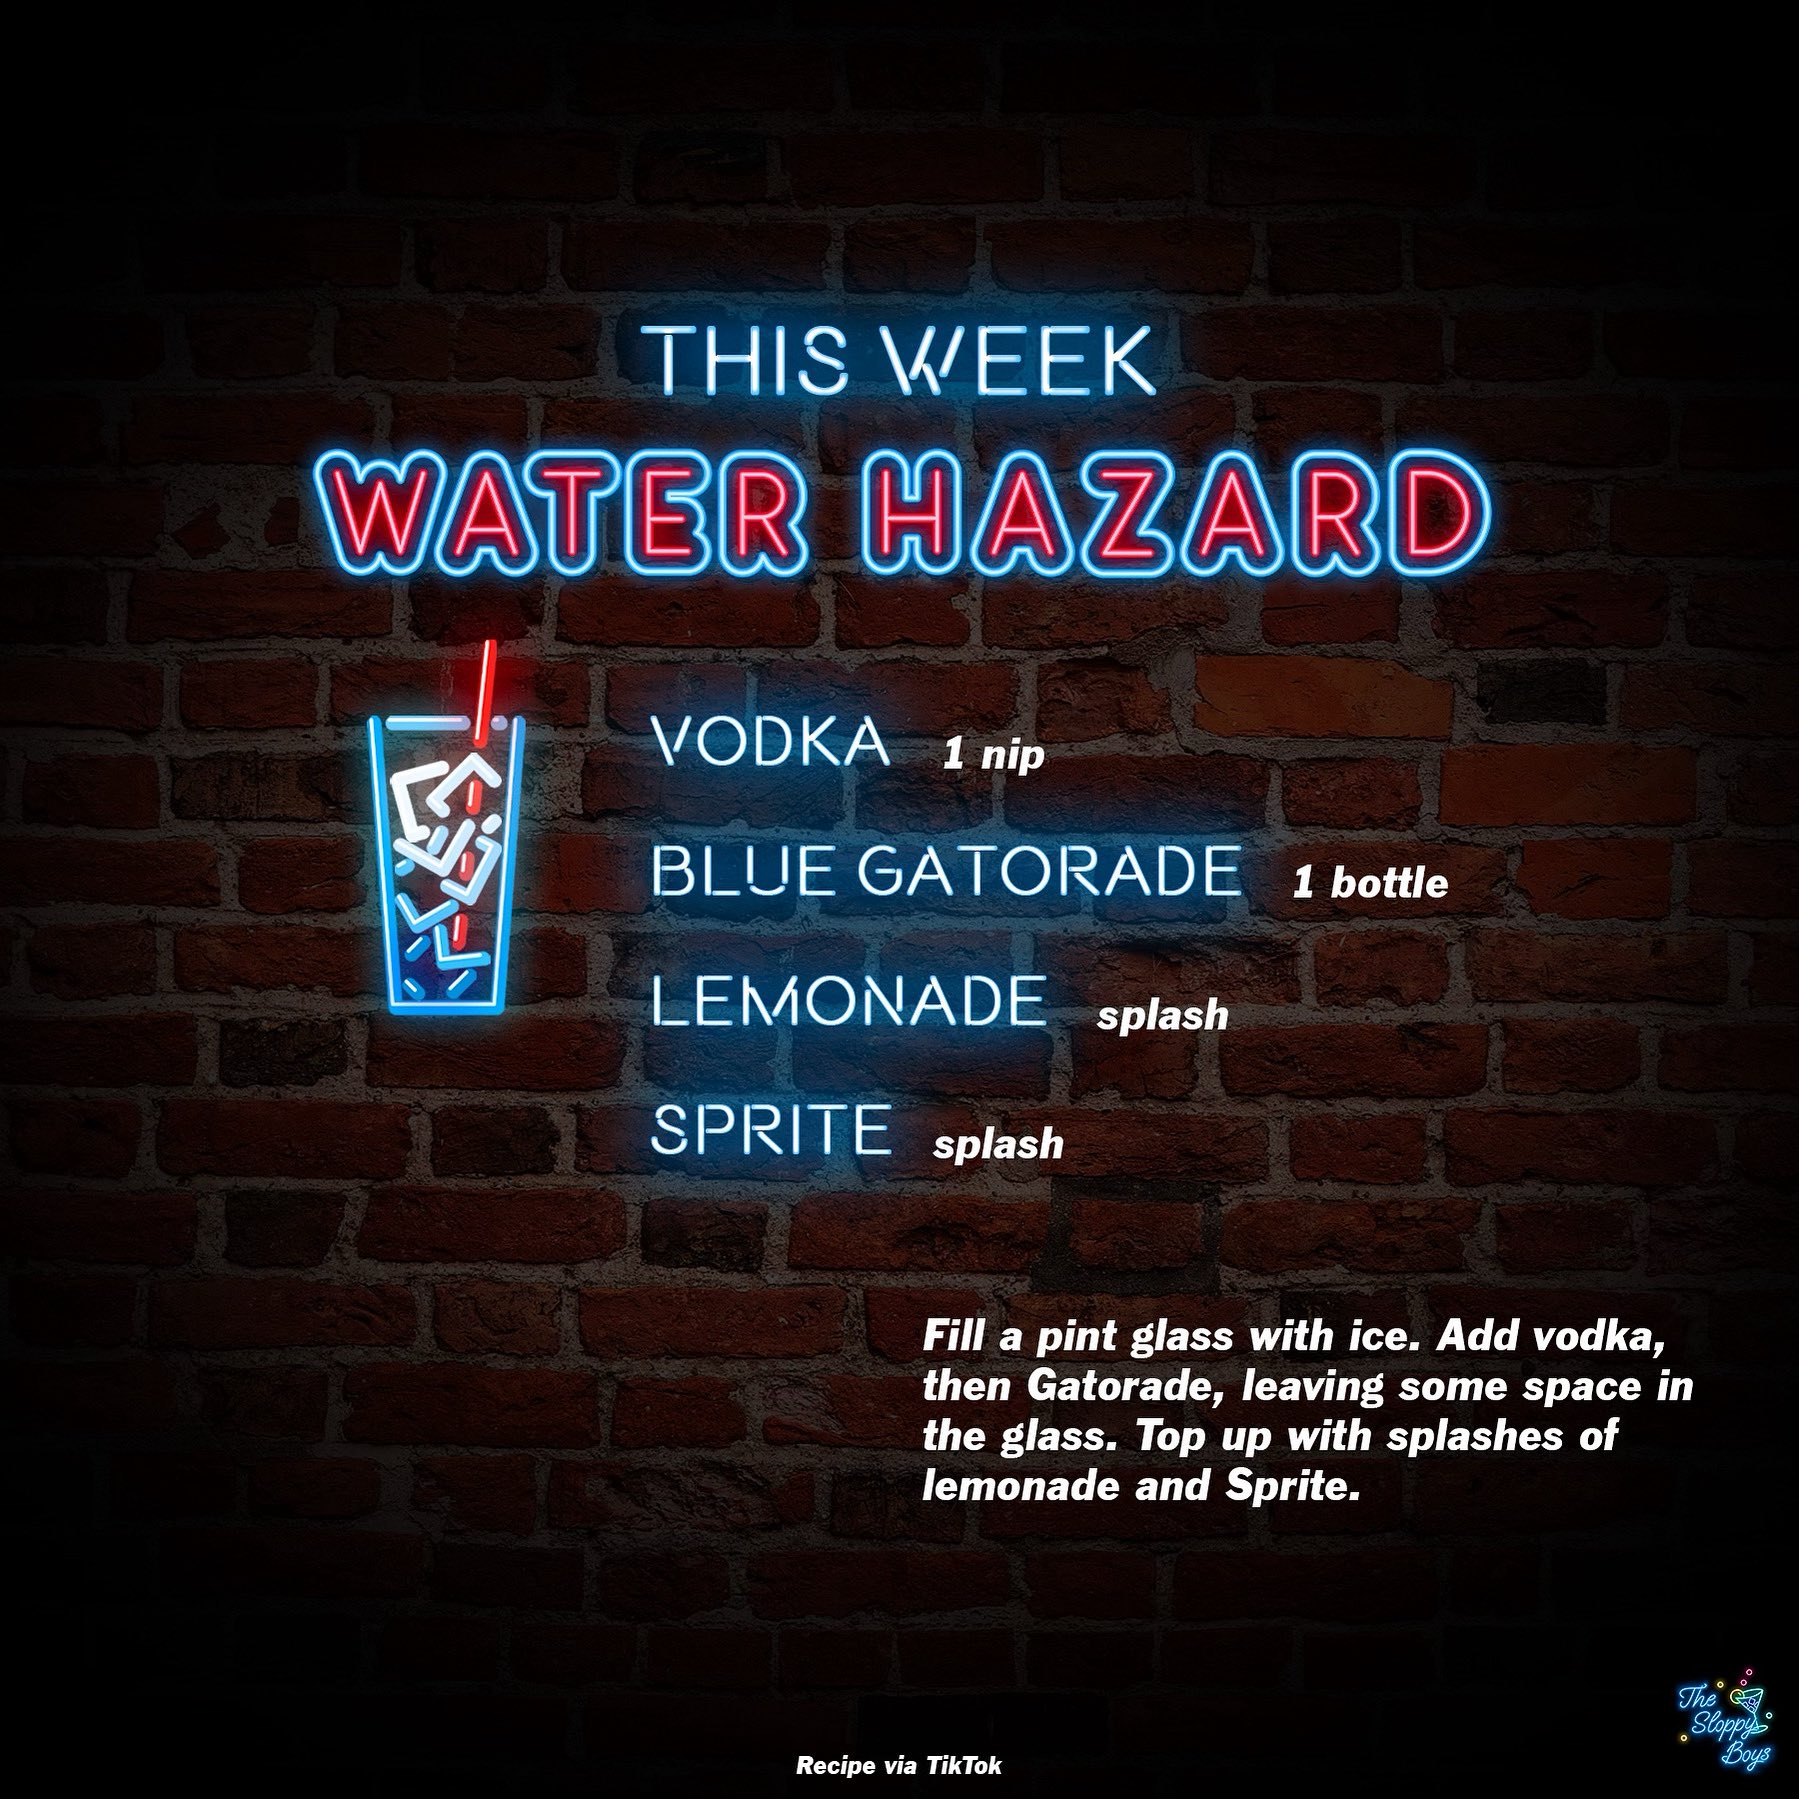 THIS WEEK
WATER HAZARD
VODKA 1 nip
BLUE GATORADE 1 bottle
LEMONADE splash
SPRITE splash
Fill a pint glass with ice. Add vodka,
then Gatorade, leaving some space in
the glass. Top up with splashes of
lemonade and Sprite.
The
Sloppy
Boys
Recipe via TikTok